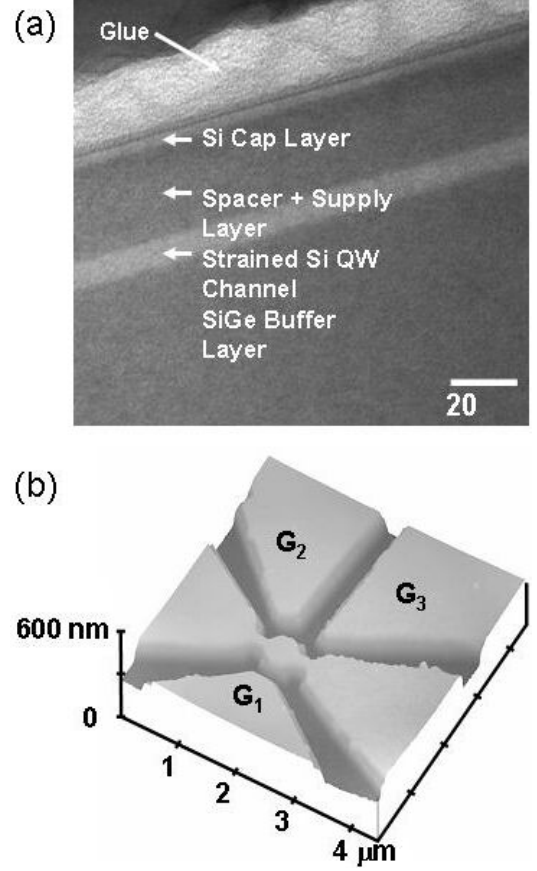 (a)
Glue
Si Cap Layer
Spacer + Supply
Layer
Strained Si QW
Channel
SiGe Buffer
Layer
20
(b)
G₂
G₃
600 nm
G₁
0
1
2
3
4 μm